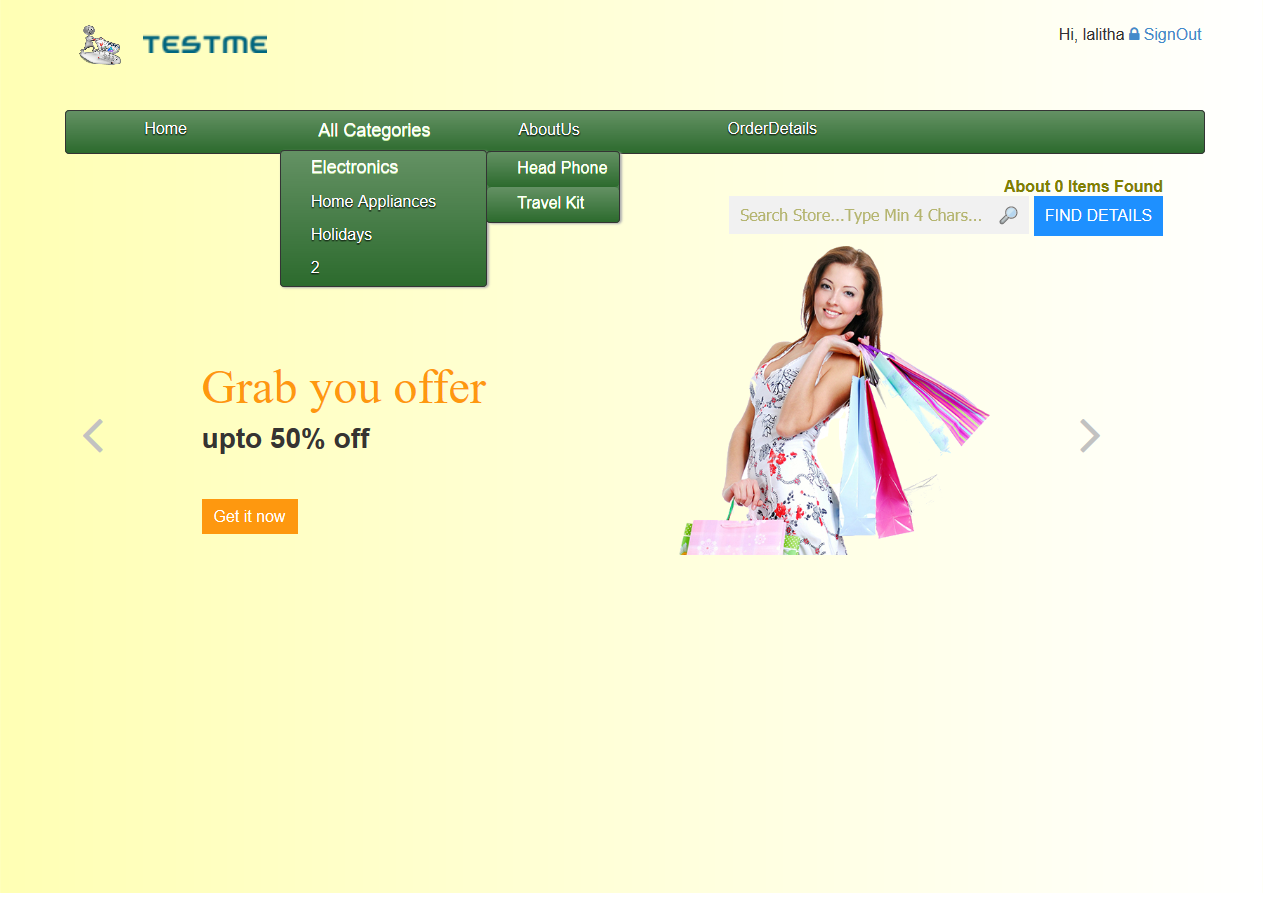 TESTME
Hi, lalitha SignOut
Home All Categories AboutUs OrderDetails
Electronics
Home Appliances
Holidays
2
Head Phone
Travel Kit
About 0 Items Found
Search Store...Type Min 4 Chars... FIND DETAILS
Grab you offer
upto 50% off
Get it now